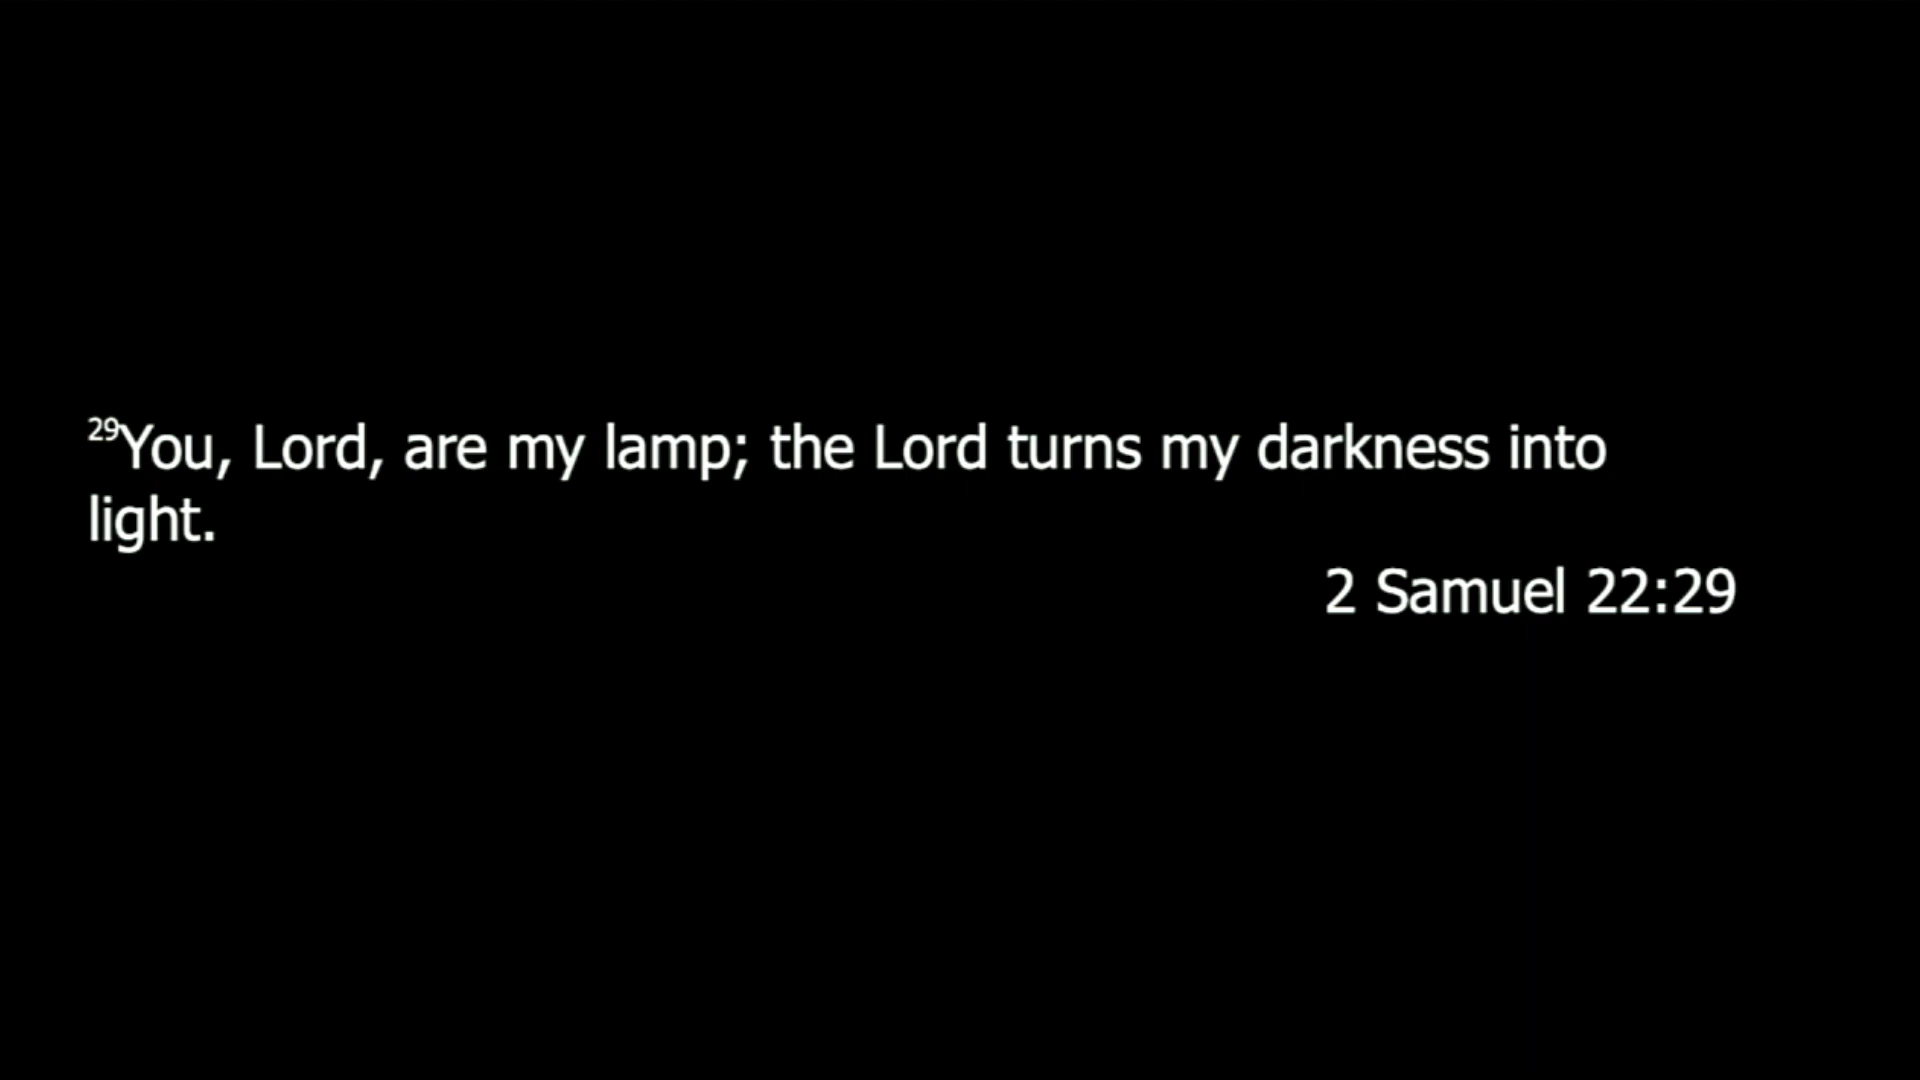 29You, Lord, are my lamp; the Lord turns my darkness into
light.
2 Samuel 22:29